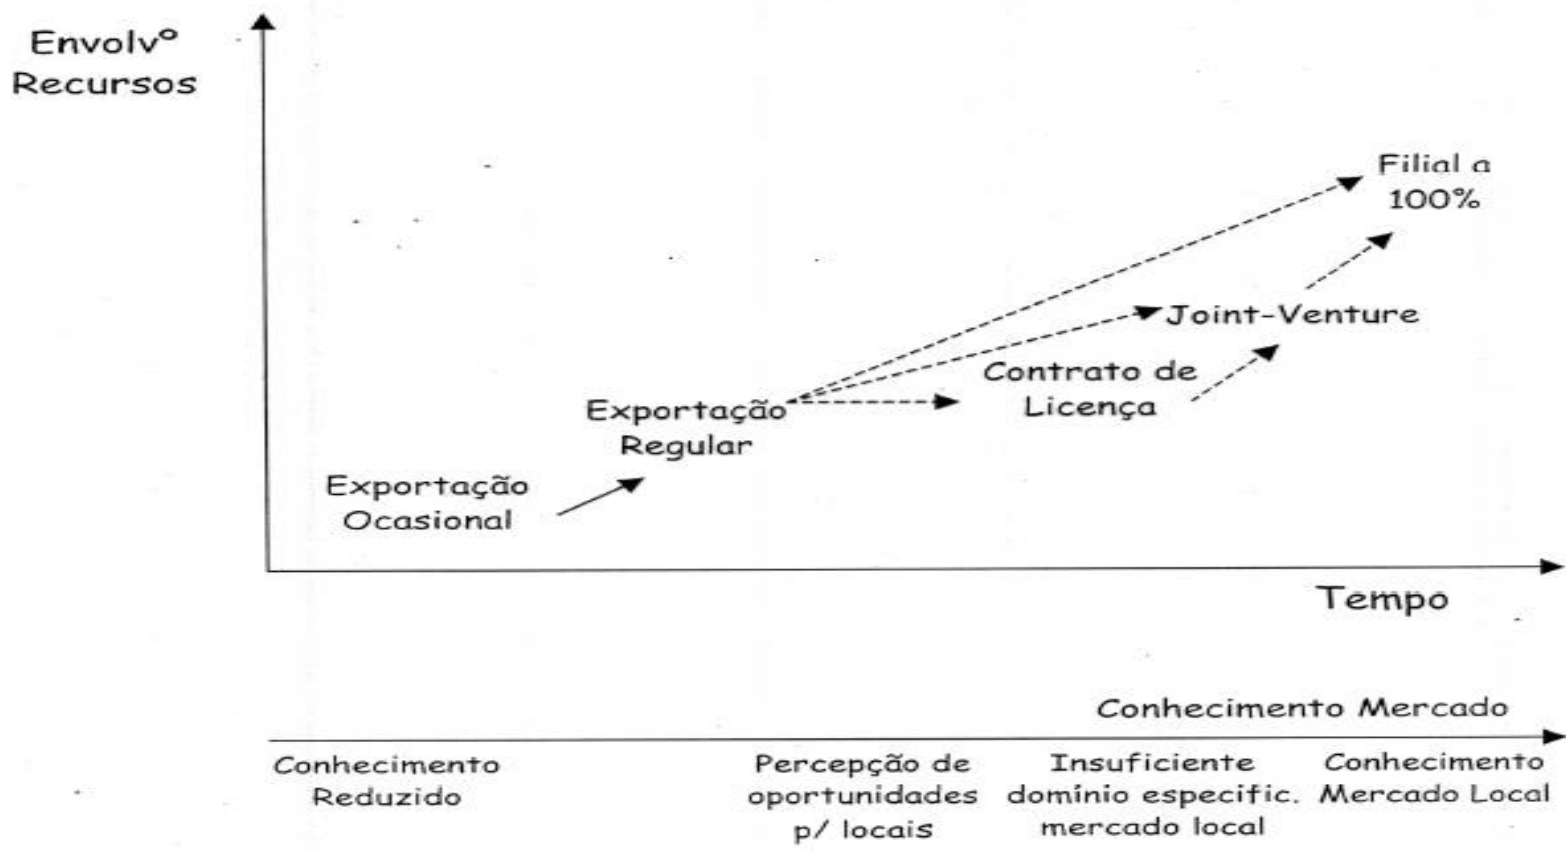 Envolvº
Recursos
Filial a
100%
Joint-Venture
Contrato de
Licença
Exportação
Regular
Exportação
Ocasional
Tempo
Conhecimento Mercado
Conhecimento
Reduzido
Percepção de
oportunidades
p/ locais
Insuficiente
domínio especific.
mercado local
Conhecimento
Mercado Local